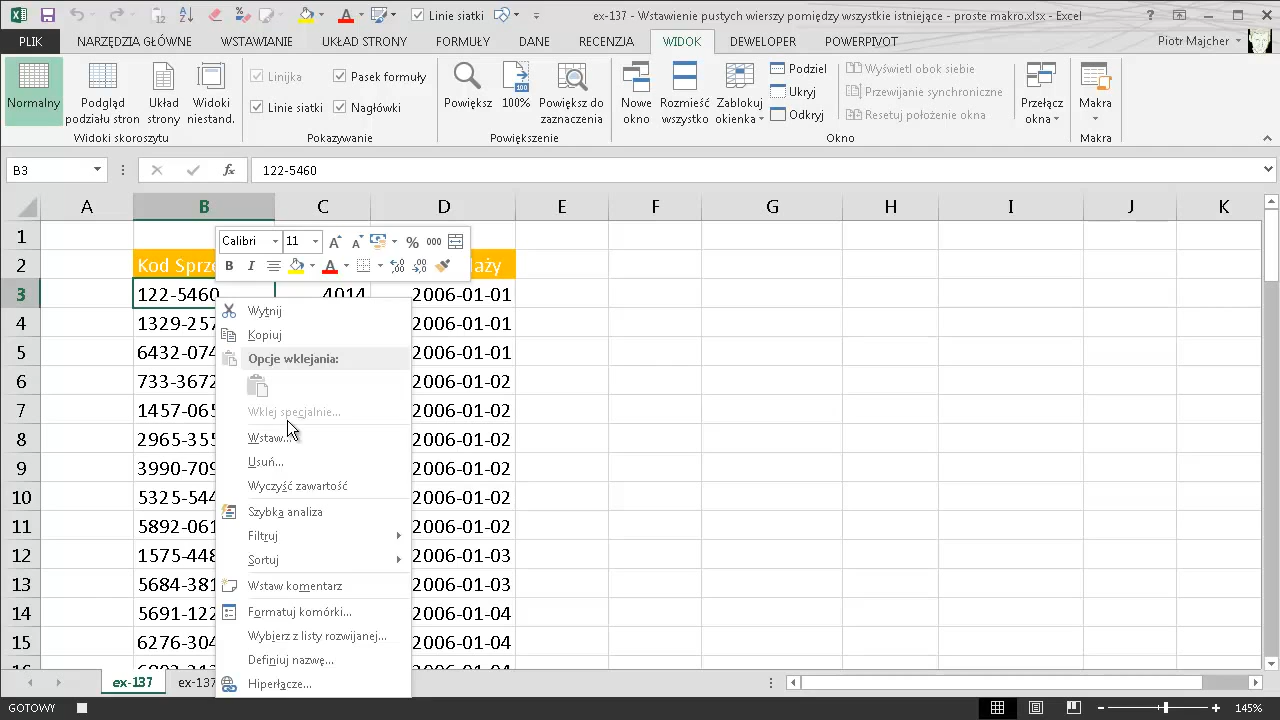 Linie siatki
ex-137 - Wstawienie pustych wierszy pomiędzy wszystkie istniejące - proste makro.xlsx - Excel
PLIK NARZĘDZIA GŁÓWNE WSTAWIANIE UKŁAD STRONY FORMUŁY DANE RECENZJA WIDOK DEWELOPER POWERPIVOT Piotr Majcher
Normalny
Podgląd podziału stron
Układ strony
Widoki niestand.
Widoki skoroszytu
Linijka
Pasek formuły
Linie siatki
Nagłówki
Pokazywanie
Powiększ
100
100%
Powiększ do zaznaczenia
Powiększenie
Nowe okno
Rozmieść wszystko
Zablokuj okienka
Podziel
Ukryj
Odkryj
Wyświetl obok siebie
Przewijanie synchroniczne
Resetuj położenie okna
Przełącz okna
Okno
Makra
Makra
B3 fx 122-5460
A B C D E F G H I J K
1
2 Kod Sprze aży
3 122-5460 4014 2006-01-01
4 1329-257 2006-01-01
5 6432-074 2006-01-01
6 733-3672 2006-01-02
7 1457-065 2006-01-02
8 2965-355 2006-01-02
9 3990-709 2006-01-02
10 5325-544 2006-01-02
11 5892-061 2006-01-02
12 1575-448 2006-01-03
13 5684-381 2006-01-03
14 5691-122 2006-01-04
15 6276-304 2006-01-04
Calibri 11 A A % 000
B I A
Wytnij
Kopiuj
Opcje wklejania:
Wklej specjalnie...
Wstaw...
Usuń...
Wyczyść zawartość
Szybka analiza
Filtruj
Sortuj
Wstaw komentarz
Formatuj komórki...
Wybierz z listy rozwijanej...
Definiuj nazwę...
Hiperłącze...
ex-137 ex-137
GOTOWY 145%